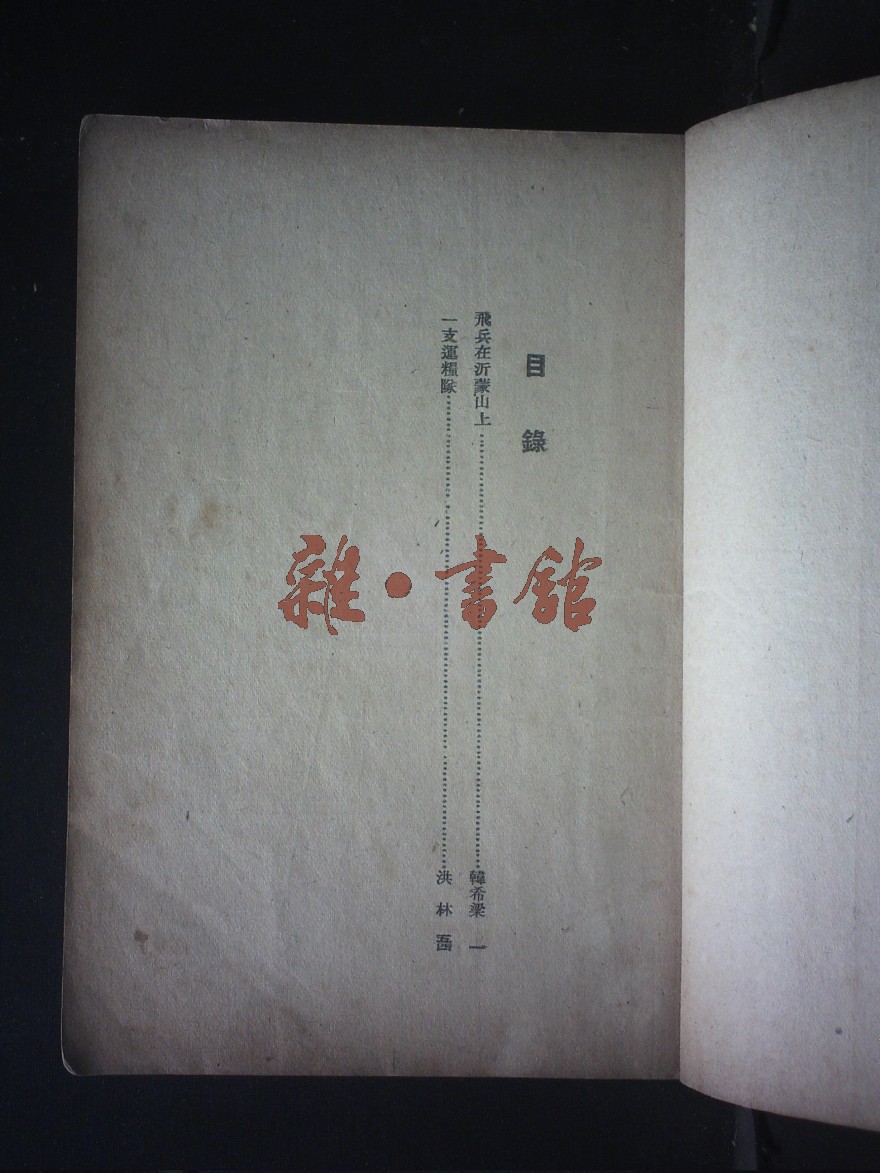 目錄
飛兵在沂蒙山上……韓希梁 一
一支運糧隊……洪林
雜·書館